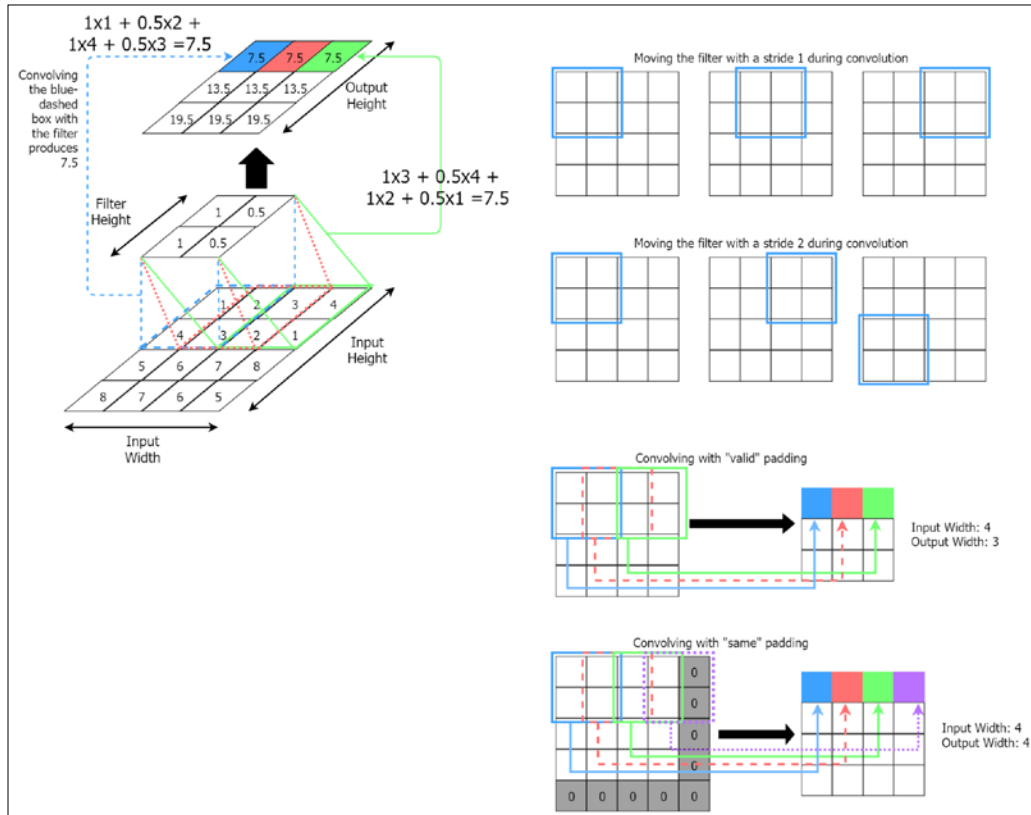 1x1 + 0.5x2 +
1x4 + 0.5x3 =7.5
Convolving
the blue-
dashed
box with
the filter
produces
7.5
7.5 7.5 7.5
13.5 13.5 13.5
19.5 19.5 19.5
Output
Height
1x3 + 0.5x4 +
1x2 + 0.5x1 =7.5
Filter
Height
1 0.5
1 0.5
1 2 3 4
4 3 2 1
5 6 7 8
8 7 6 5
Input
Height
Input
Width
Moving the filter with a stride 1 during convolution
Moving the filter with a stride 2 during convolution
Convolving with "valid" padding
Input Width: 4
Output Width: 3
Convolving with "same" padding
0
0
0
0
0 0 0 0 0
Input Width: 4
Output Width: 4